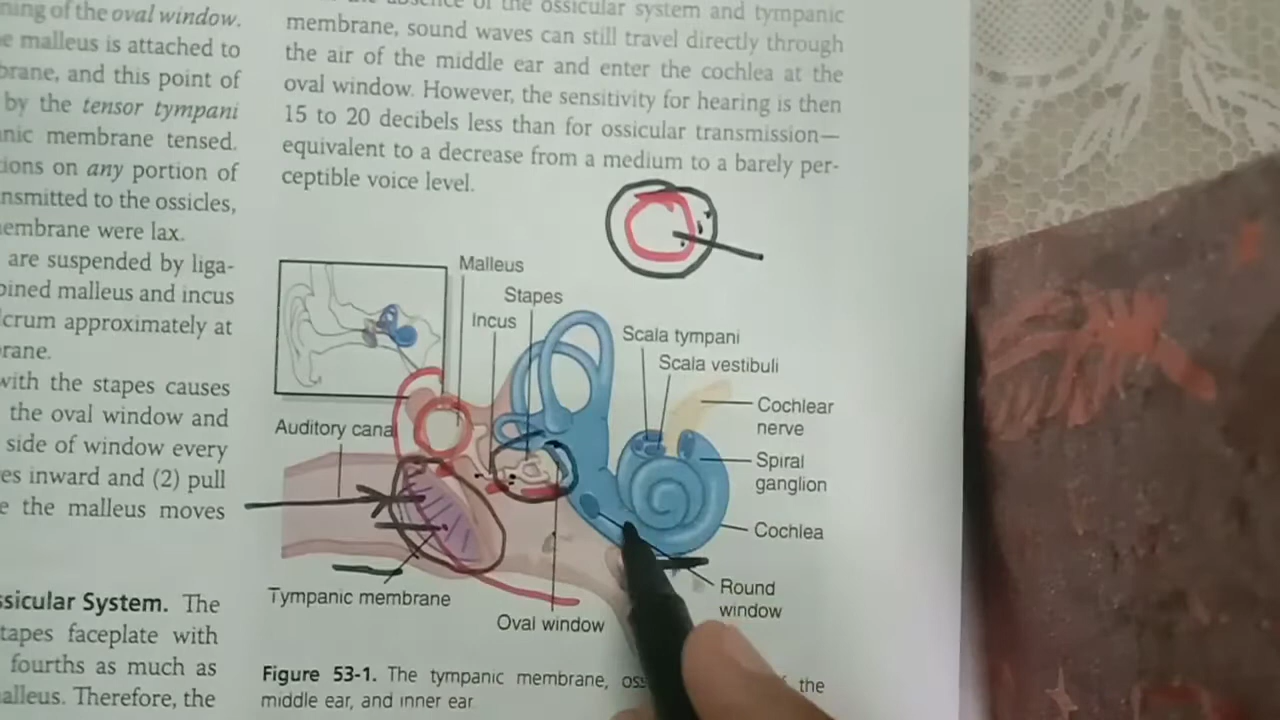 ning of the oval window.
e malleus is attached to
brane, and this point of
by the tensor tympani
nic membrane tensed.
ions on any portion of
nsmitted to the ossicles,
embrane were lax.
are suspended by liga-
oined malleus and incus
lcrum approximately at
rane.
with the stapes causes
the oval window and
side of window every
es inward and (2) pull
e the malleus moves
ssicular System. The
tapes faceplate with
fourths as much as
alleus. Therefore, the
absence of the ossicular system and tympanic
membrane, sound waves can still travel directly through
the air of the middle ear and enter the cochlea at the
oval window. However, the sensitivity for hearing is then
15 to 20 decibels less than for ossicular transmission—
equivalent to a decrease from a medium to a barely per-
ceptible voice level.
Malleus
Stapes
Incus
Scala tympani
Scala vestibuli
Cochlear
nerve
Auditory canal
Spiral
ganglion
Cochlea
Round
window
Tympanic membrane
Oval window
Figure 53-1. The tympanic membrane, the
middle ear, and inner ear